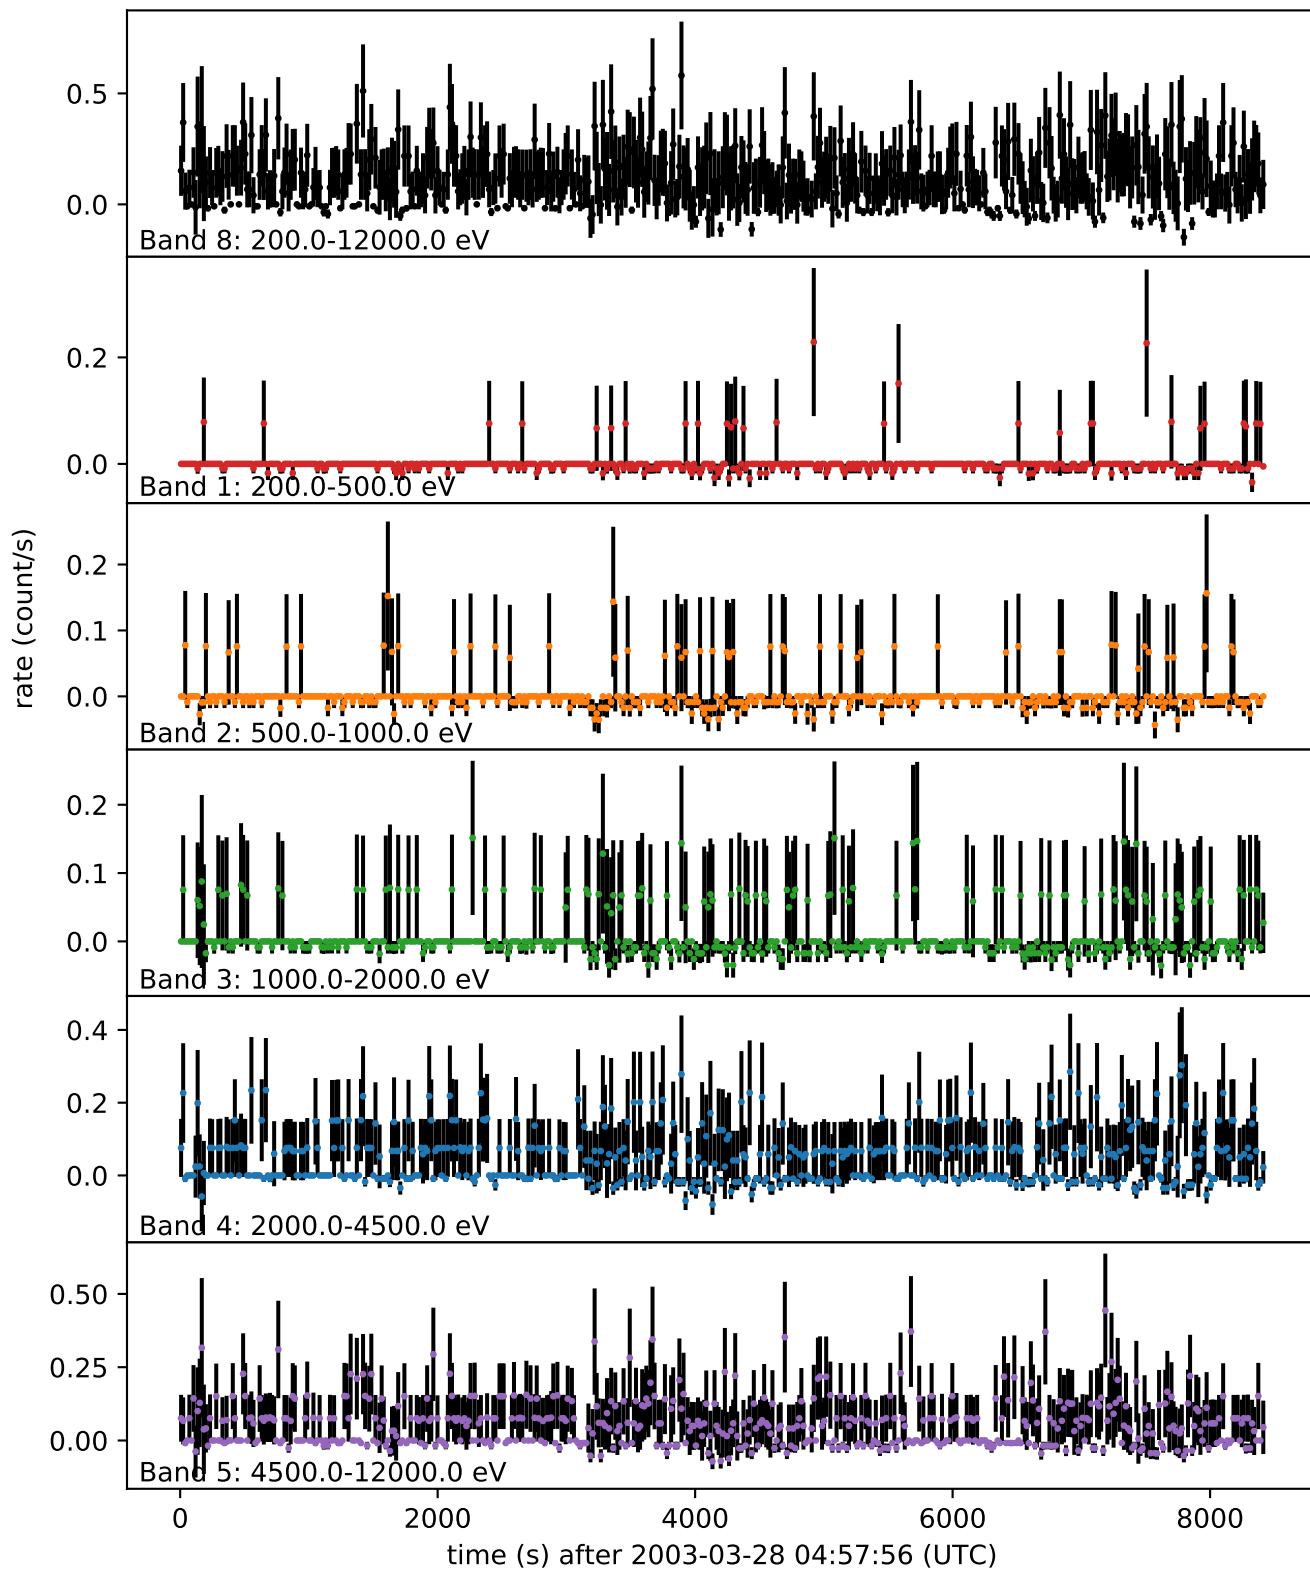 0.5
0.0
Band 8: 200.0-12000.0 eV
0.2
0.0
Band 1: 200.0-500.0 eV
rate (count/s)
0.2
0.1
0.0
Band 2: 500.0-1000.0 eV
0.2
0.1
0.0
Band 3: 1000.0-2000.0 eV
0.4
0.2
0.0
Band 4: 2000.0-4500.0 eV
0.50
0.25
0.00
Band 5: 4500.0-12000.0 eV
0 2000 4000 6000 8000
time (s) after 2003-03-28 04:57:56 (UTC)